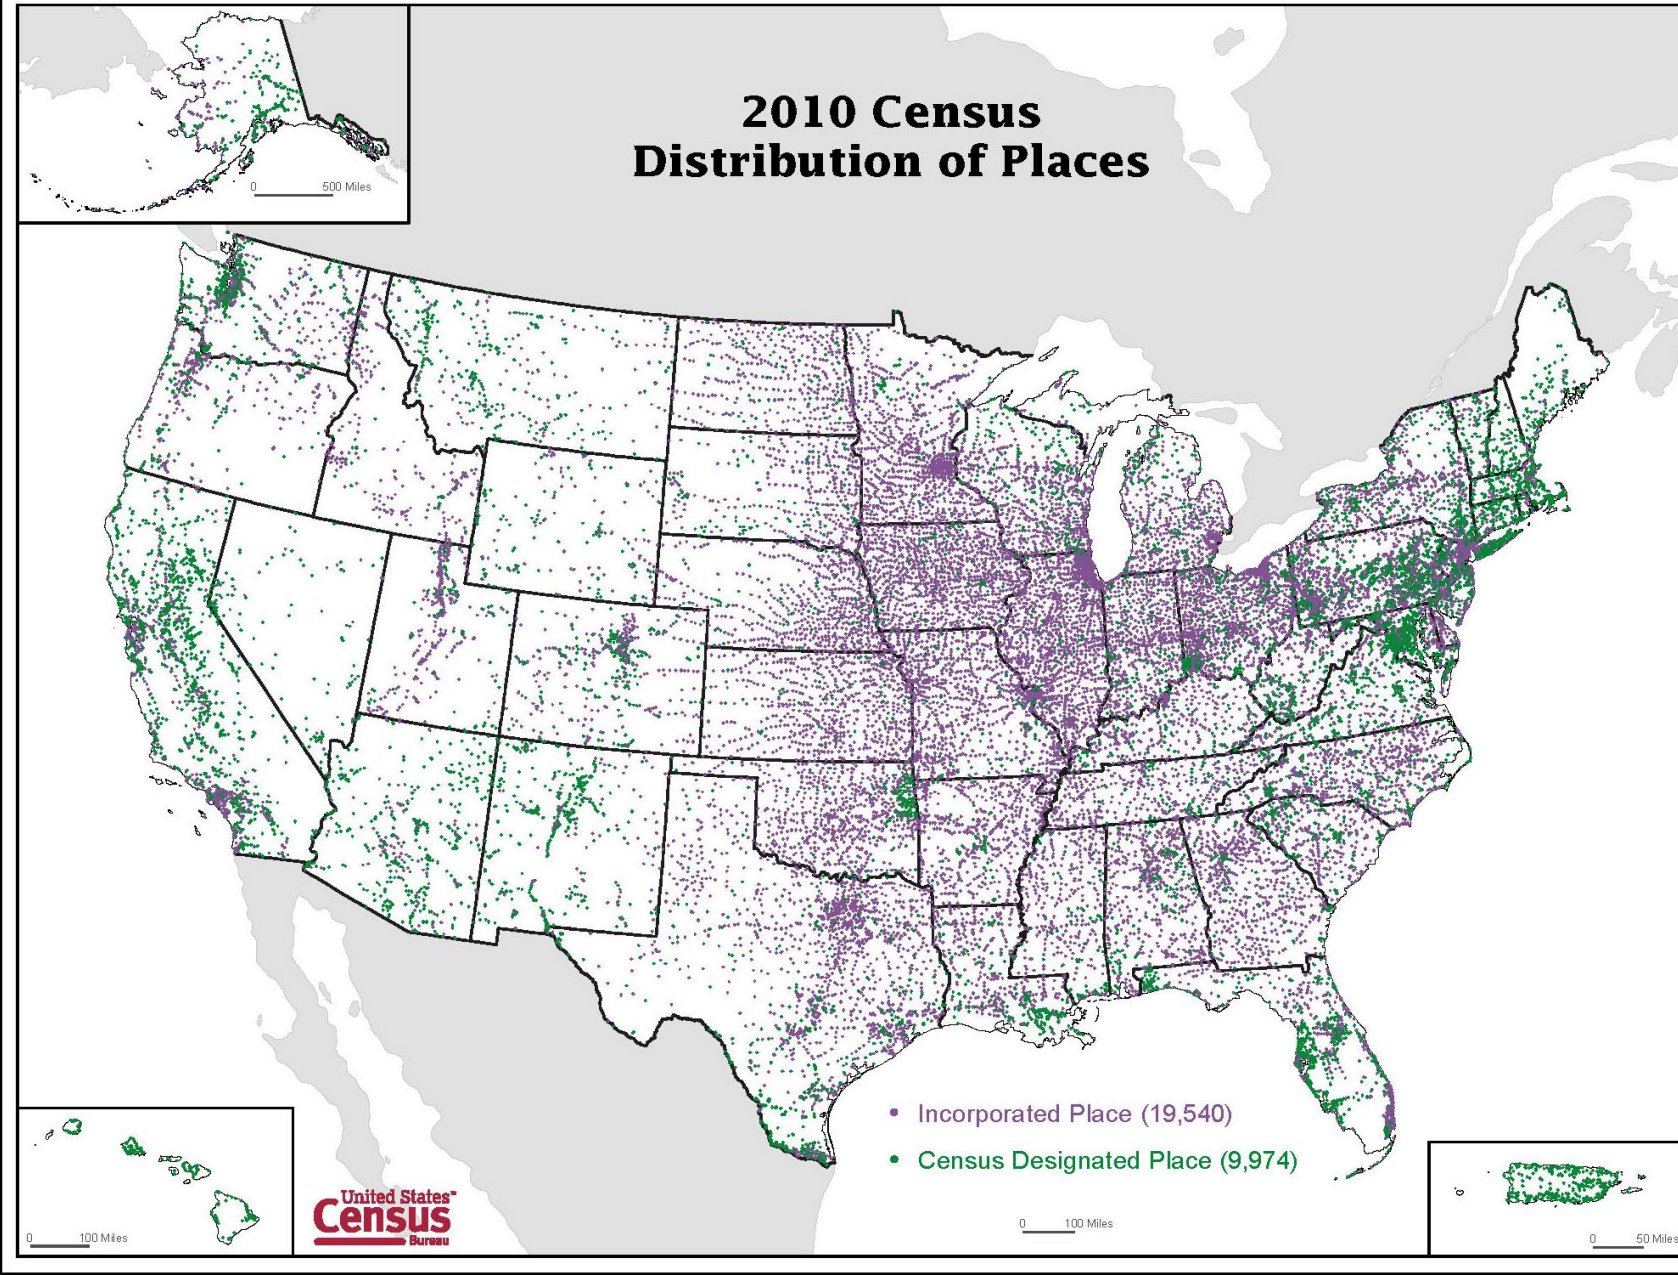 2010 Census
Distribution of Places
0 500 Miles
• Incorporated Place (19,540)
• Census Designated Place (9,974)
United States™
Census
Bureau
0 100 Miles
0 100 Miles
0 50 Miles